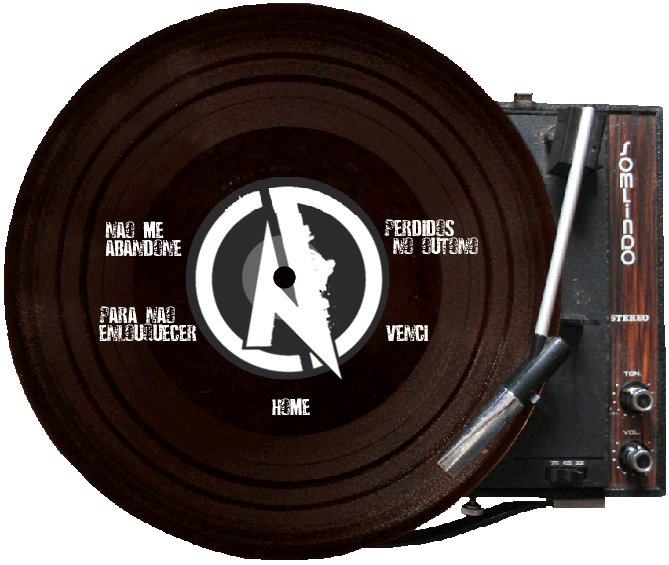 NAO ME
ABANDONE
PERDIDOS
NO OUTONO
PARA NAO
ENLOUQUECER
VENCI
HOME
SOMLINDO
STEREO
TON.
VOL.